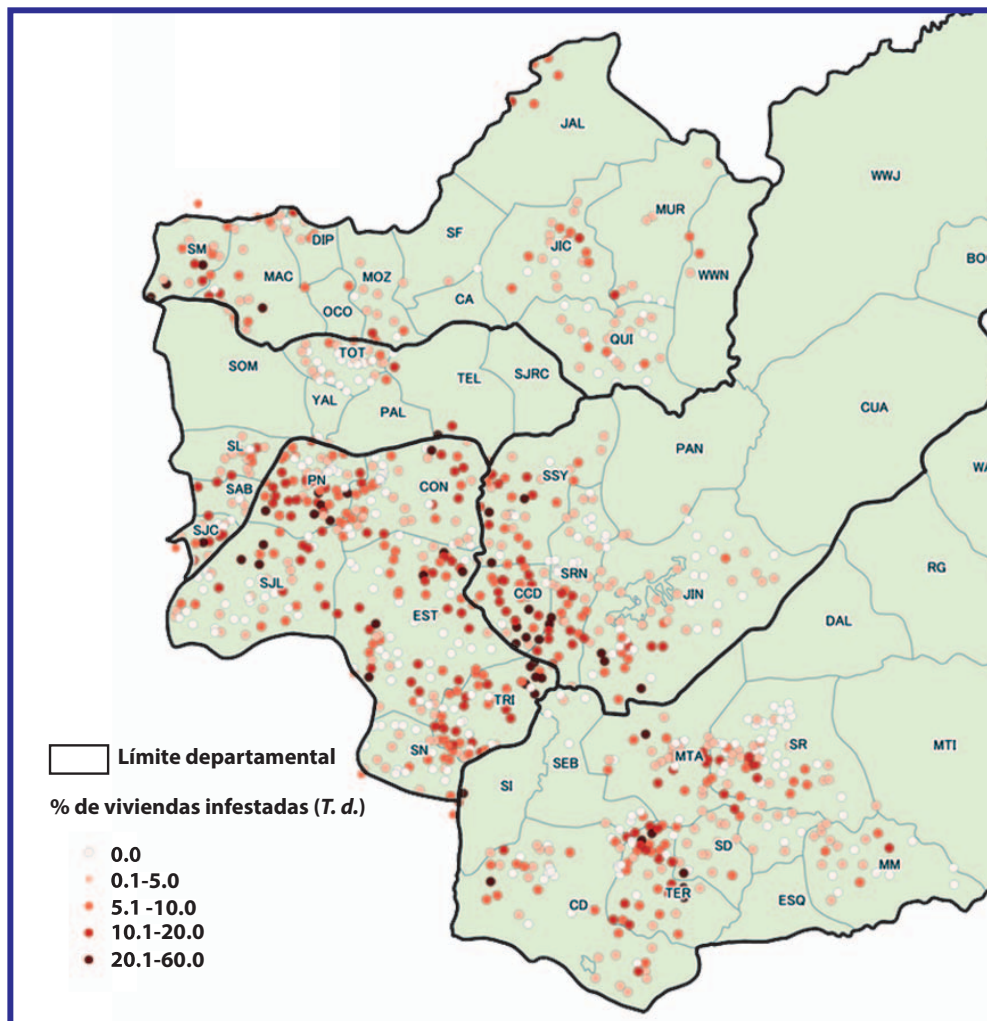 JAL
WWJ
MUR
SF
DIP
SM
JIC
MAC
MOZ
WWN
CA
OCO
QUI
TOT
SOM
TEL
SJRC
YAL
PAL
CUA
SL
PAN
SSY
PN
CON
SAB
SJC
RG
SJL
SRN
CCD
JIN
EST
DAL
TRI
SN
SR
MTI
MTA
SEB
SI
SD
MM
TER
ESQ
CD
Límite departamental
% de viviendas infestadas (T. d.)
0.0
0.1-5.0
5.1 -10.0
10.1-20.0
20.1-60.0